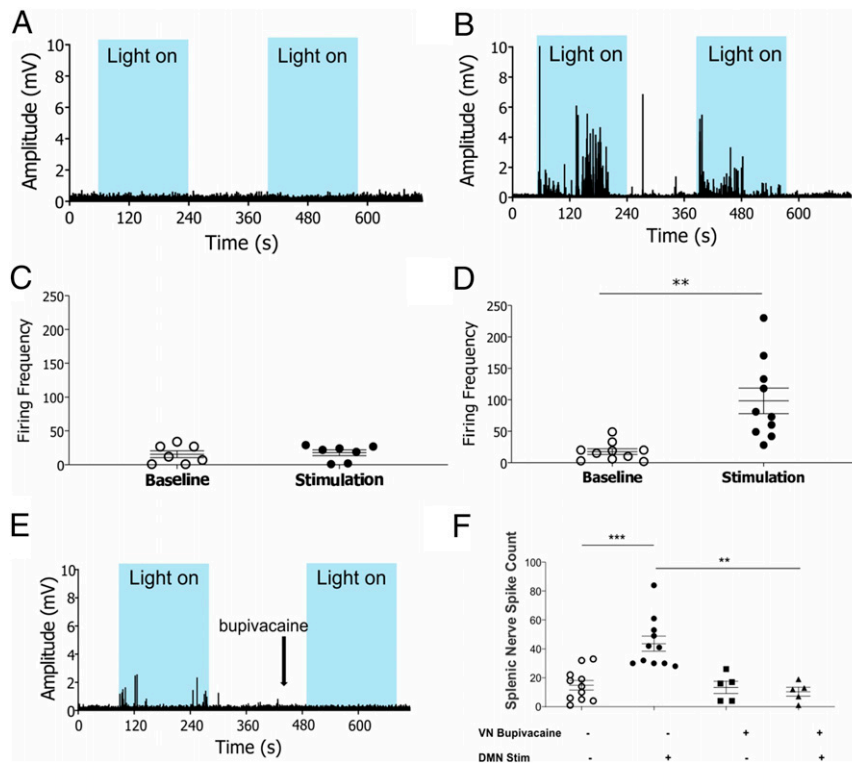 A
10
8
6
4
2
0
Amplitude (mV)
Light on
Light on
0 120 240 360 480 600
Time (s)
B
10
8
6
4
2
0
Amplitude (mV)
Light on
Light on
0 120 240 360 480 600
Time (s)
C
250
200
150
100
50
0
Firing Frequency
Baseline Stimulation
D
250
200
150
100
50
0
Firing Frequency
**
Baseline Stimulation
E
10
8
6
4
2
0
Amplitude (mV)
Light on
Light on
bupivacaine
0 120 240 360 480 600
Time (s)
F
100
80
60
40
20
0
Splenic Nerve Spike Count
***
**
VN Bupivacaine - - + +
DMN Stim - + - +